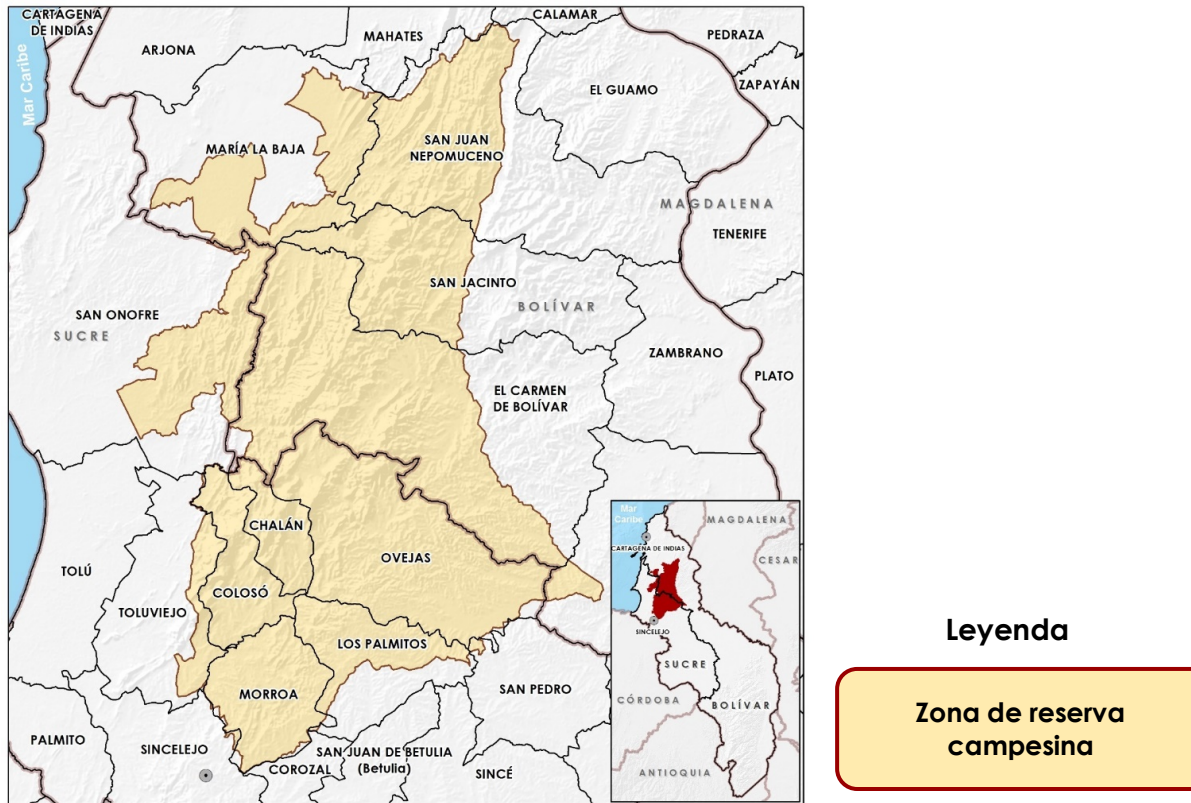 CARTAGENA
DE INDIAS
CALAMAR
ARJONA
MAHATES
PEDRAZA
ZAPAYÁN
EL GUAMO
Mar Caribe
SAN JUAN
NEPOMUCENO
MARÍA LA BAJA
MAGDALENA
TENERIFE
SAN JACINTO
BOLÍVAR
SAN ONOFRE
SUCRE
ZAMBRANO
PLATO
EL CARMEN
DE BOLÍVAR
CHALÁN
OVEJAS
TOLÚ
COLOSÓ
TOLUVIEJO
LOS PALMITOS
MORROA
SAN PEDRO
PALMITO
SINCELEJO
SAN JUAN DE BETULIA
(Betulia)
COROZAL
SINCÉ
Mar
Caribe
MAGDALENA
CARTAGENA DE INDIAS
CESAR
SINCELEJO
SUCRE
CÓRDOBA
BOLÍVAR
ANTIOQUIA
Leyenda
Zona de reserva
campesina